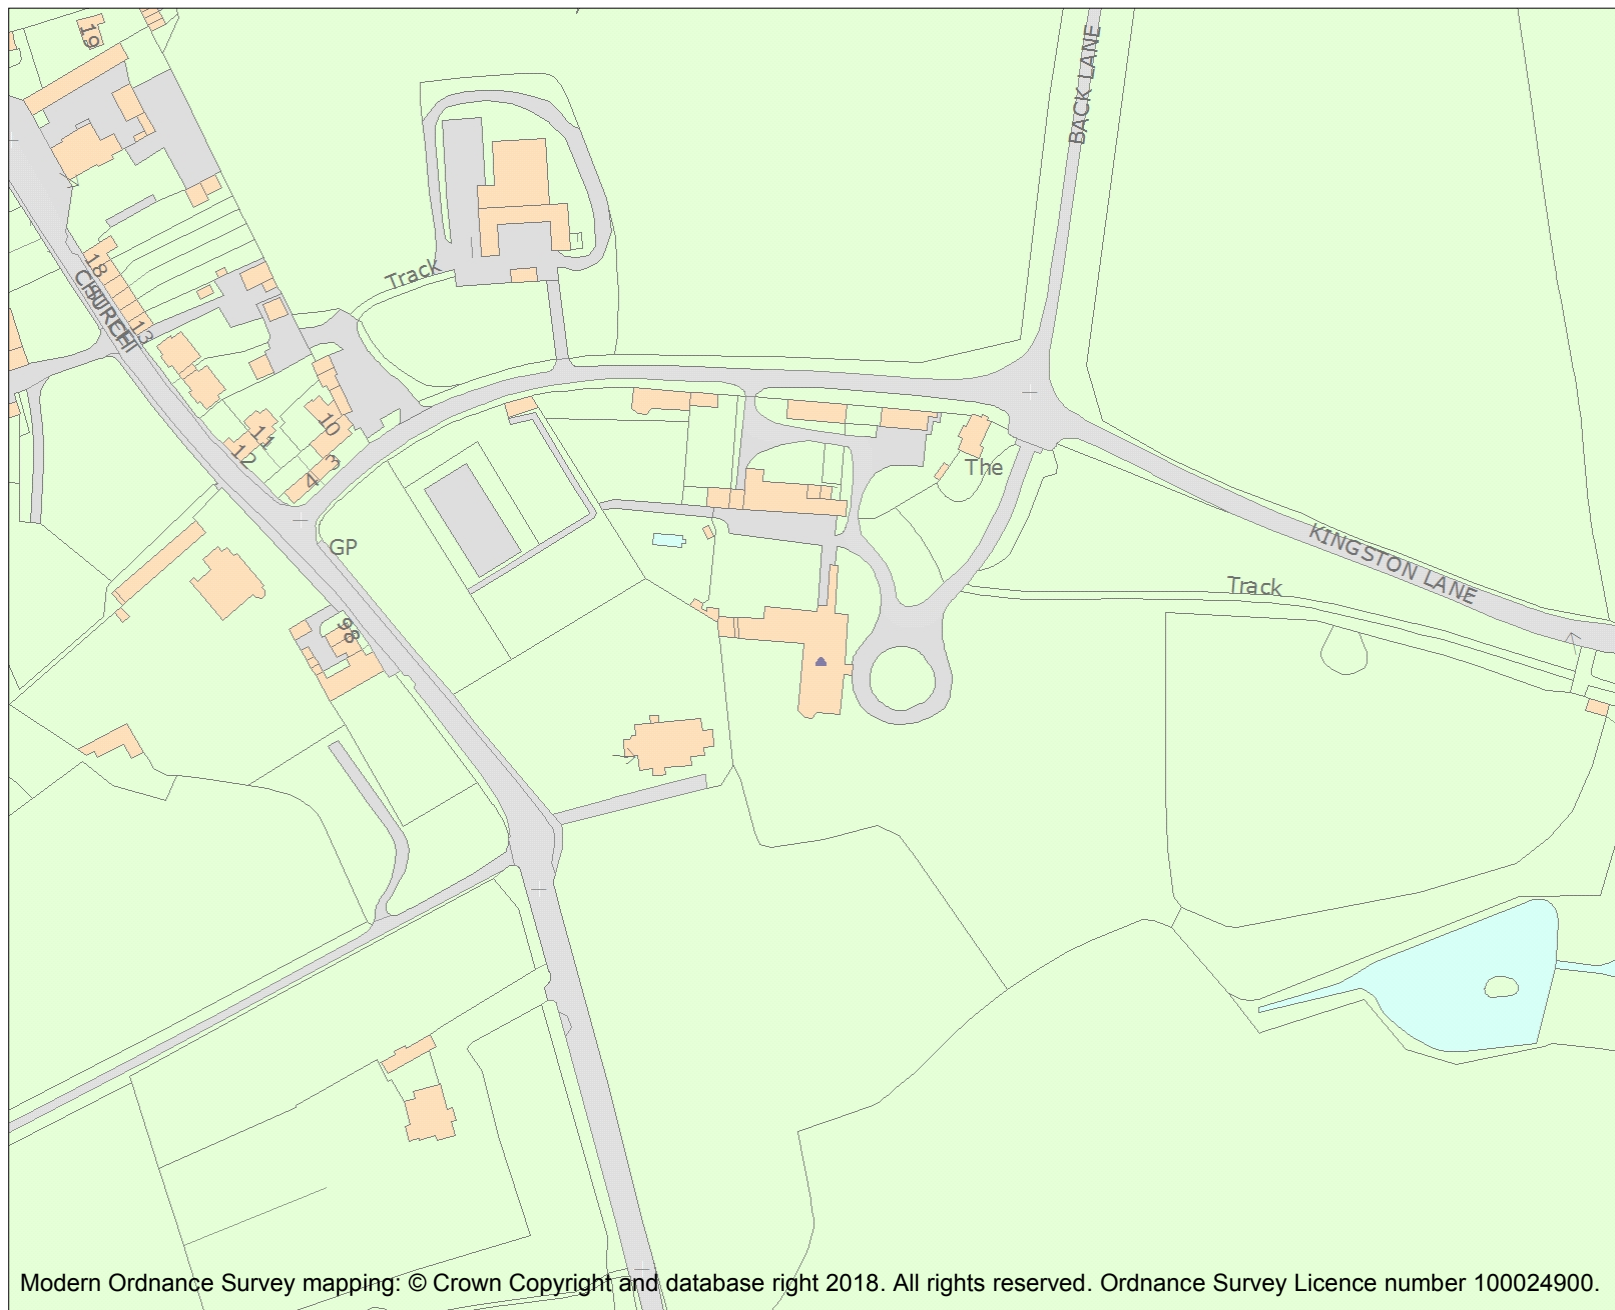 19
BACK LANE
Track
18
CHURCH
13
10
11
12
3
4
The
KINGSTON LANE
GP
Track
98
Modern Ordnance Survey mapping: © Crown Copyright and database right 2018. All rights reserved. Ordnance Survey Licence number 100024900.